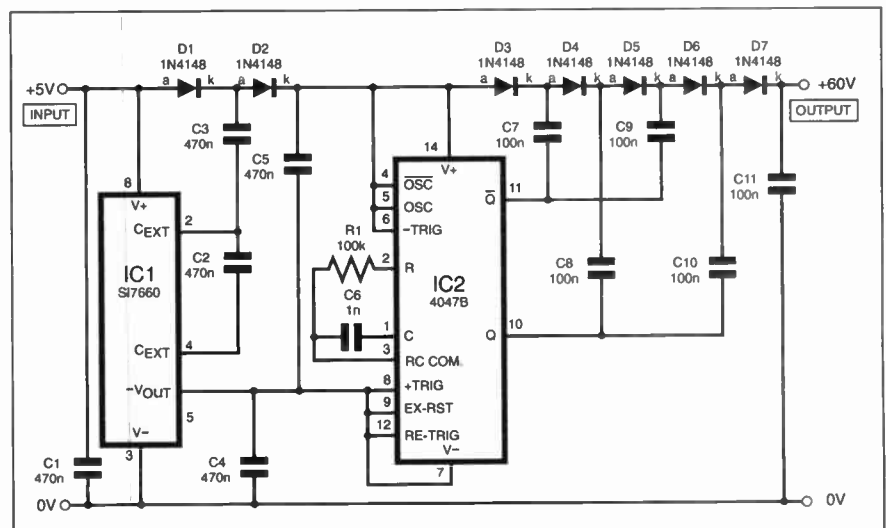 D1
1N4148
D2
1N4148
D3
1N4148
D4
1N4148
D5
1N4148
D6
1N4148
D7
1N4148
+5V
a k a k
a k a k a k a k a k
+60V
INPUT
OUTPUT
C3
470n
C5
470n
C7
100n
C9
100n
C11
100n
8
V+
2
CEXT
C2
470n
IC1
SI7660
CEXT
4
-VOUT
5
V-
3
14
V+
4
OSC
5
OSC
6
-TRIG
R1
100k
2
R
C6
1n
1
C
3
RC COM.
IC2
4047B
8
+TRIG
9
EX-RST
12
RE-TRIG
V-
7
Q
11
Q
10
C8
100n
C10
100n
C1
470n
C4
470n
0V
0V